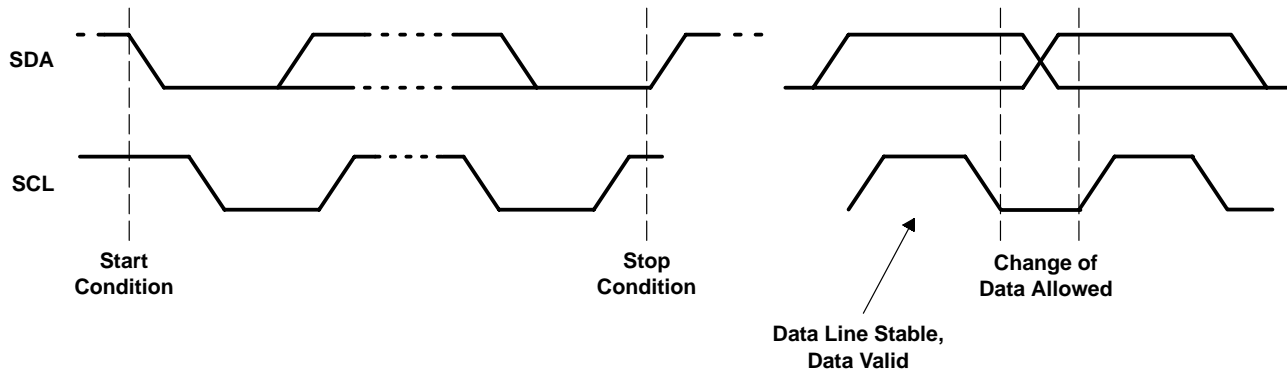 SDA
SCL
Start
Condition
Stop
Condition
Change of
Data Allowed
Data Line Stable,
Data Valid